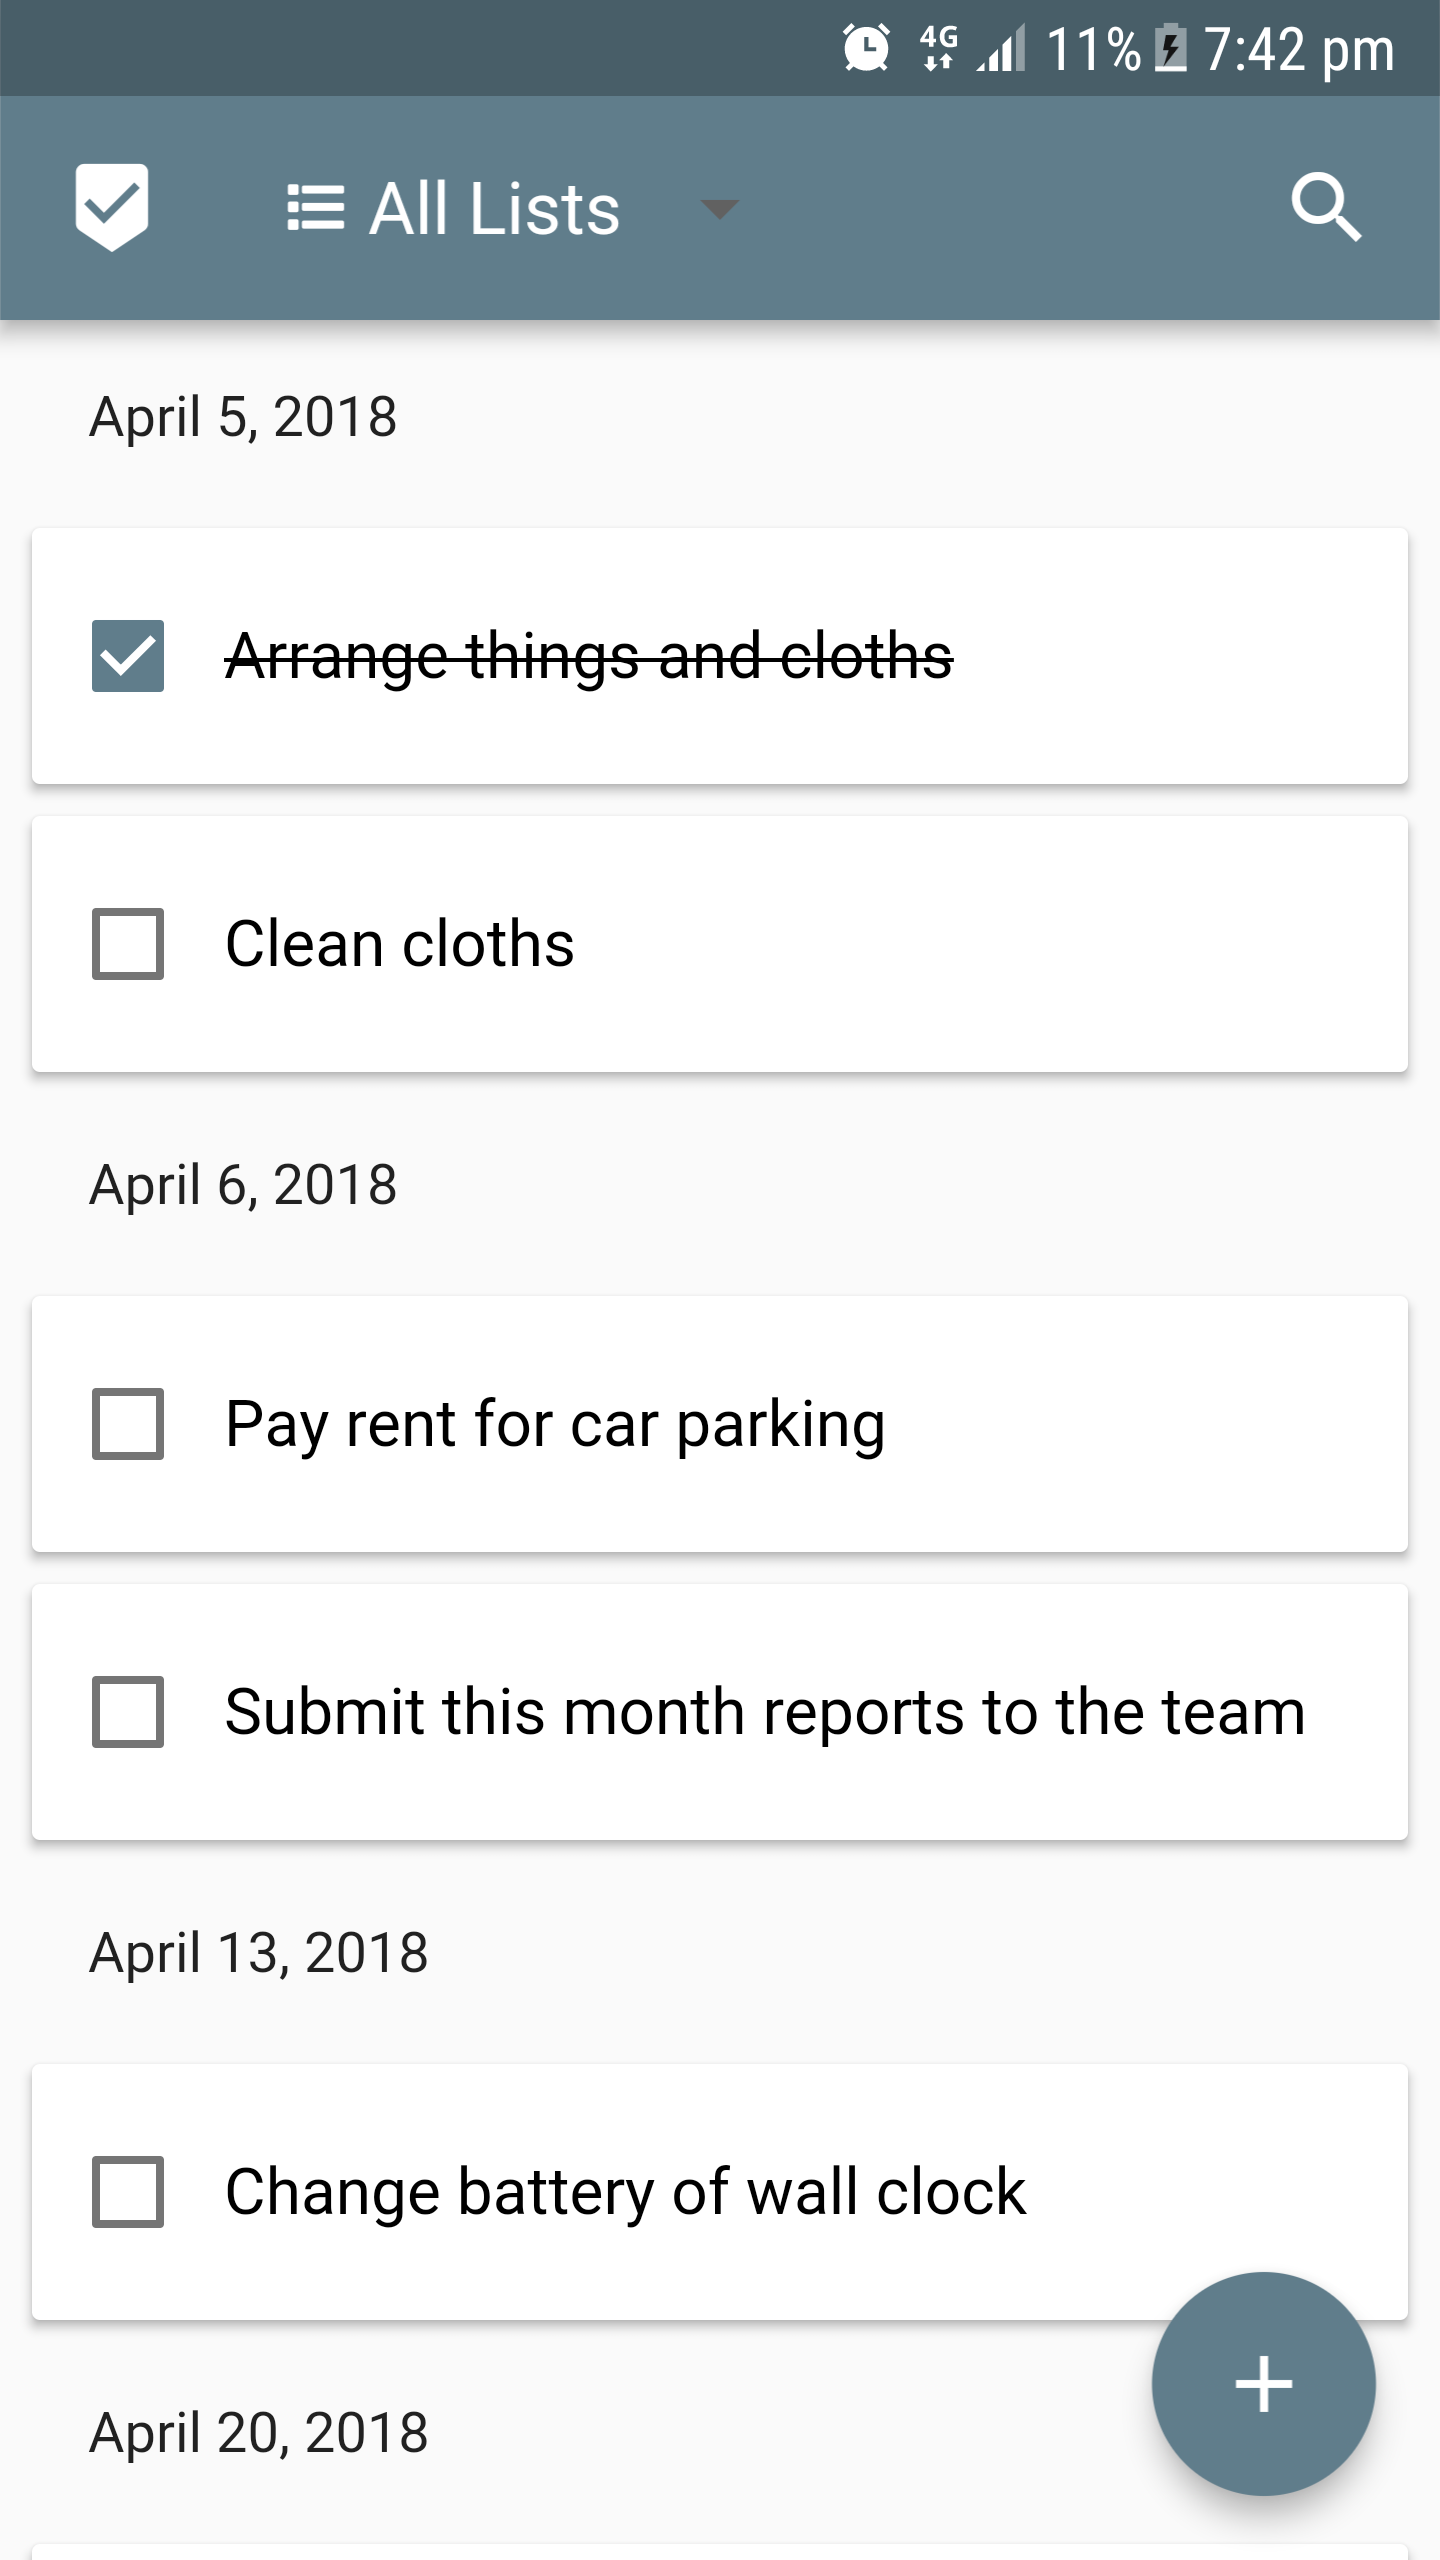 4G 11% 7:42 pm
All Lists
April 5, 2018
Arrange things and cloths
Clean cloths
April 6, 2018
Pay rent for car parking
Submit this month reports to the team
April 13, 2018
Change battery of wall clock
April 20, 2018